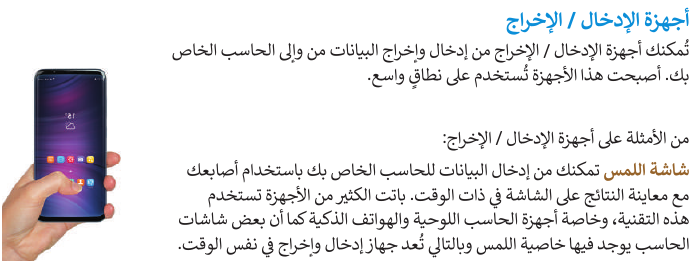 أجهزة الإدخال / الإخراج
تُمكنك أجهزة الإدخال / الإخراج من إدخال وإخراج البيانات من وإلى الحاسب الخاص
بك. أصبحت هذا الأجهزة تُستخدم على نطاقٍ واسع.
من الأمثلة على أجهزة الإدخال / الإخراج:
شاشة اللمس تمكنك من إدخال البيانات للحاسب الخاص بك باستخدام أصابعك
مع معاينة النتائج على الشاشة في ذات الوقت. باتت الكثير من الأجهزة تستخدم
هذه التقنية، وخاصة أجهزة الحاسب اللوحية والهواتف الذكية كما أن بعض شاشات
الحاسب يوجد فيها خاصية اللمس وبالتالي تُعد جهاز إدخال وإخراج في نفس الوقت.